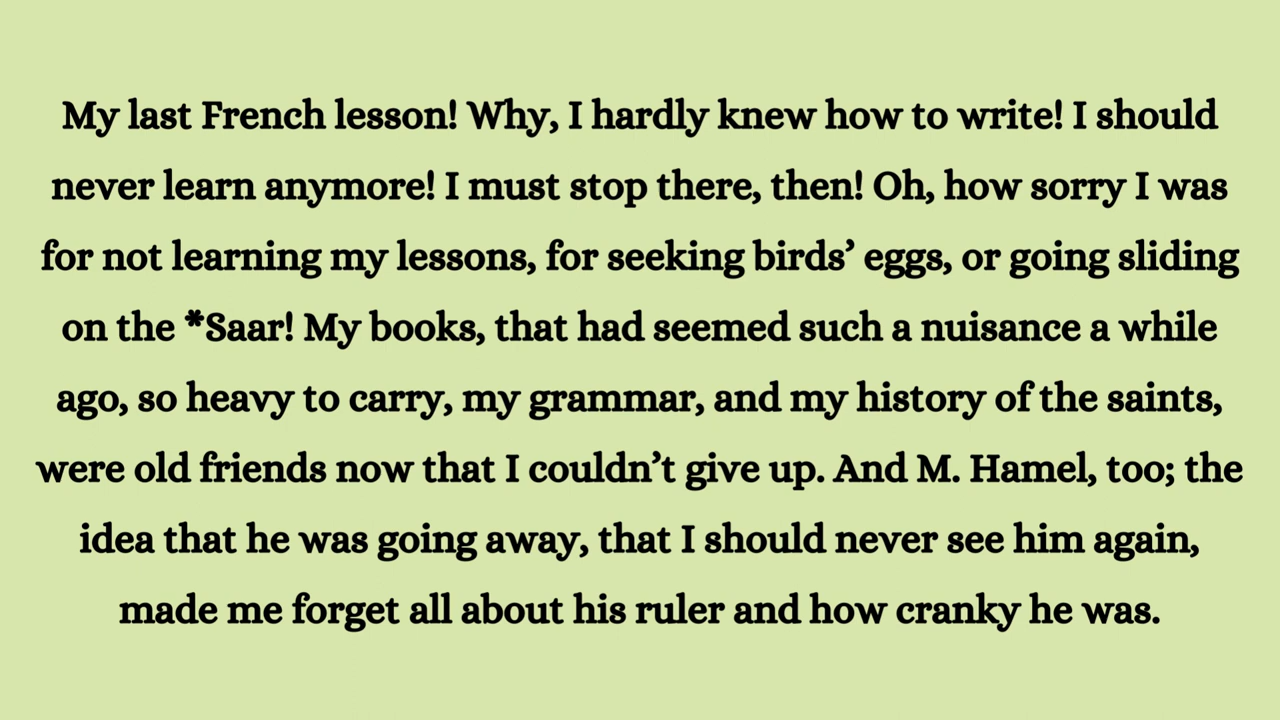 My last French lesson! Why, I hardly knew how to write! I should
never learn anymore! I must stop there, then! Oh, how sorry I was
for not learning my lessons, for seeking birds’ eggs, or going sliding
on the *Saar! My books, that had seemed such a nuisance a while
ago, so heavy to carry, my grammar, and my history of the saints,
were old friends now that I couldn’t give up. And M. Hamel, too; the
idea that he was going away, that I should never see him again,
made me forget all about his ruler and how cranky he was.